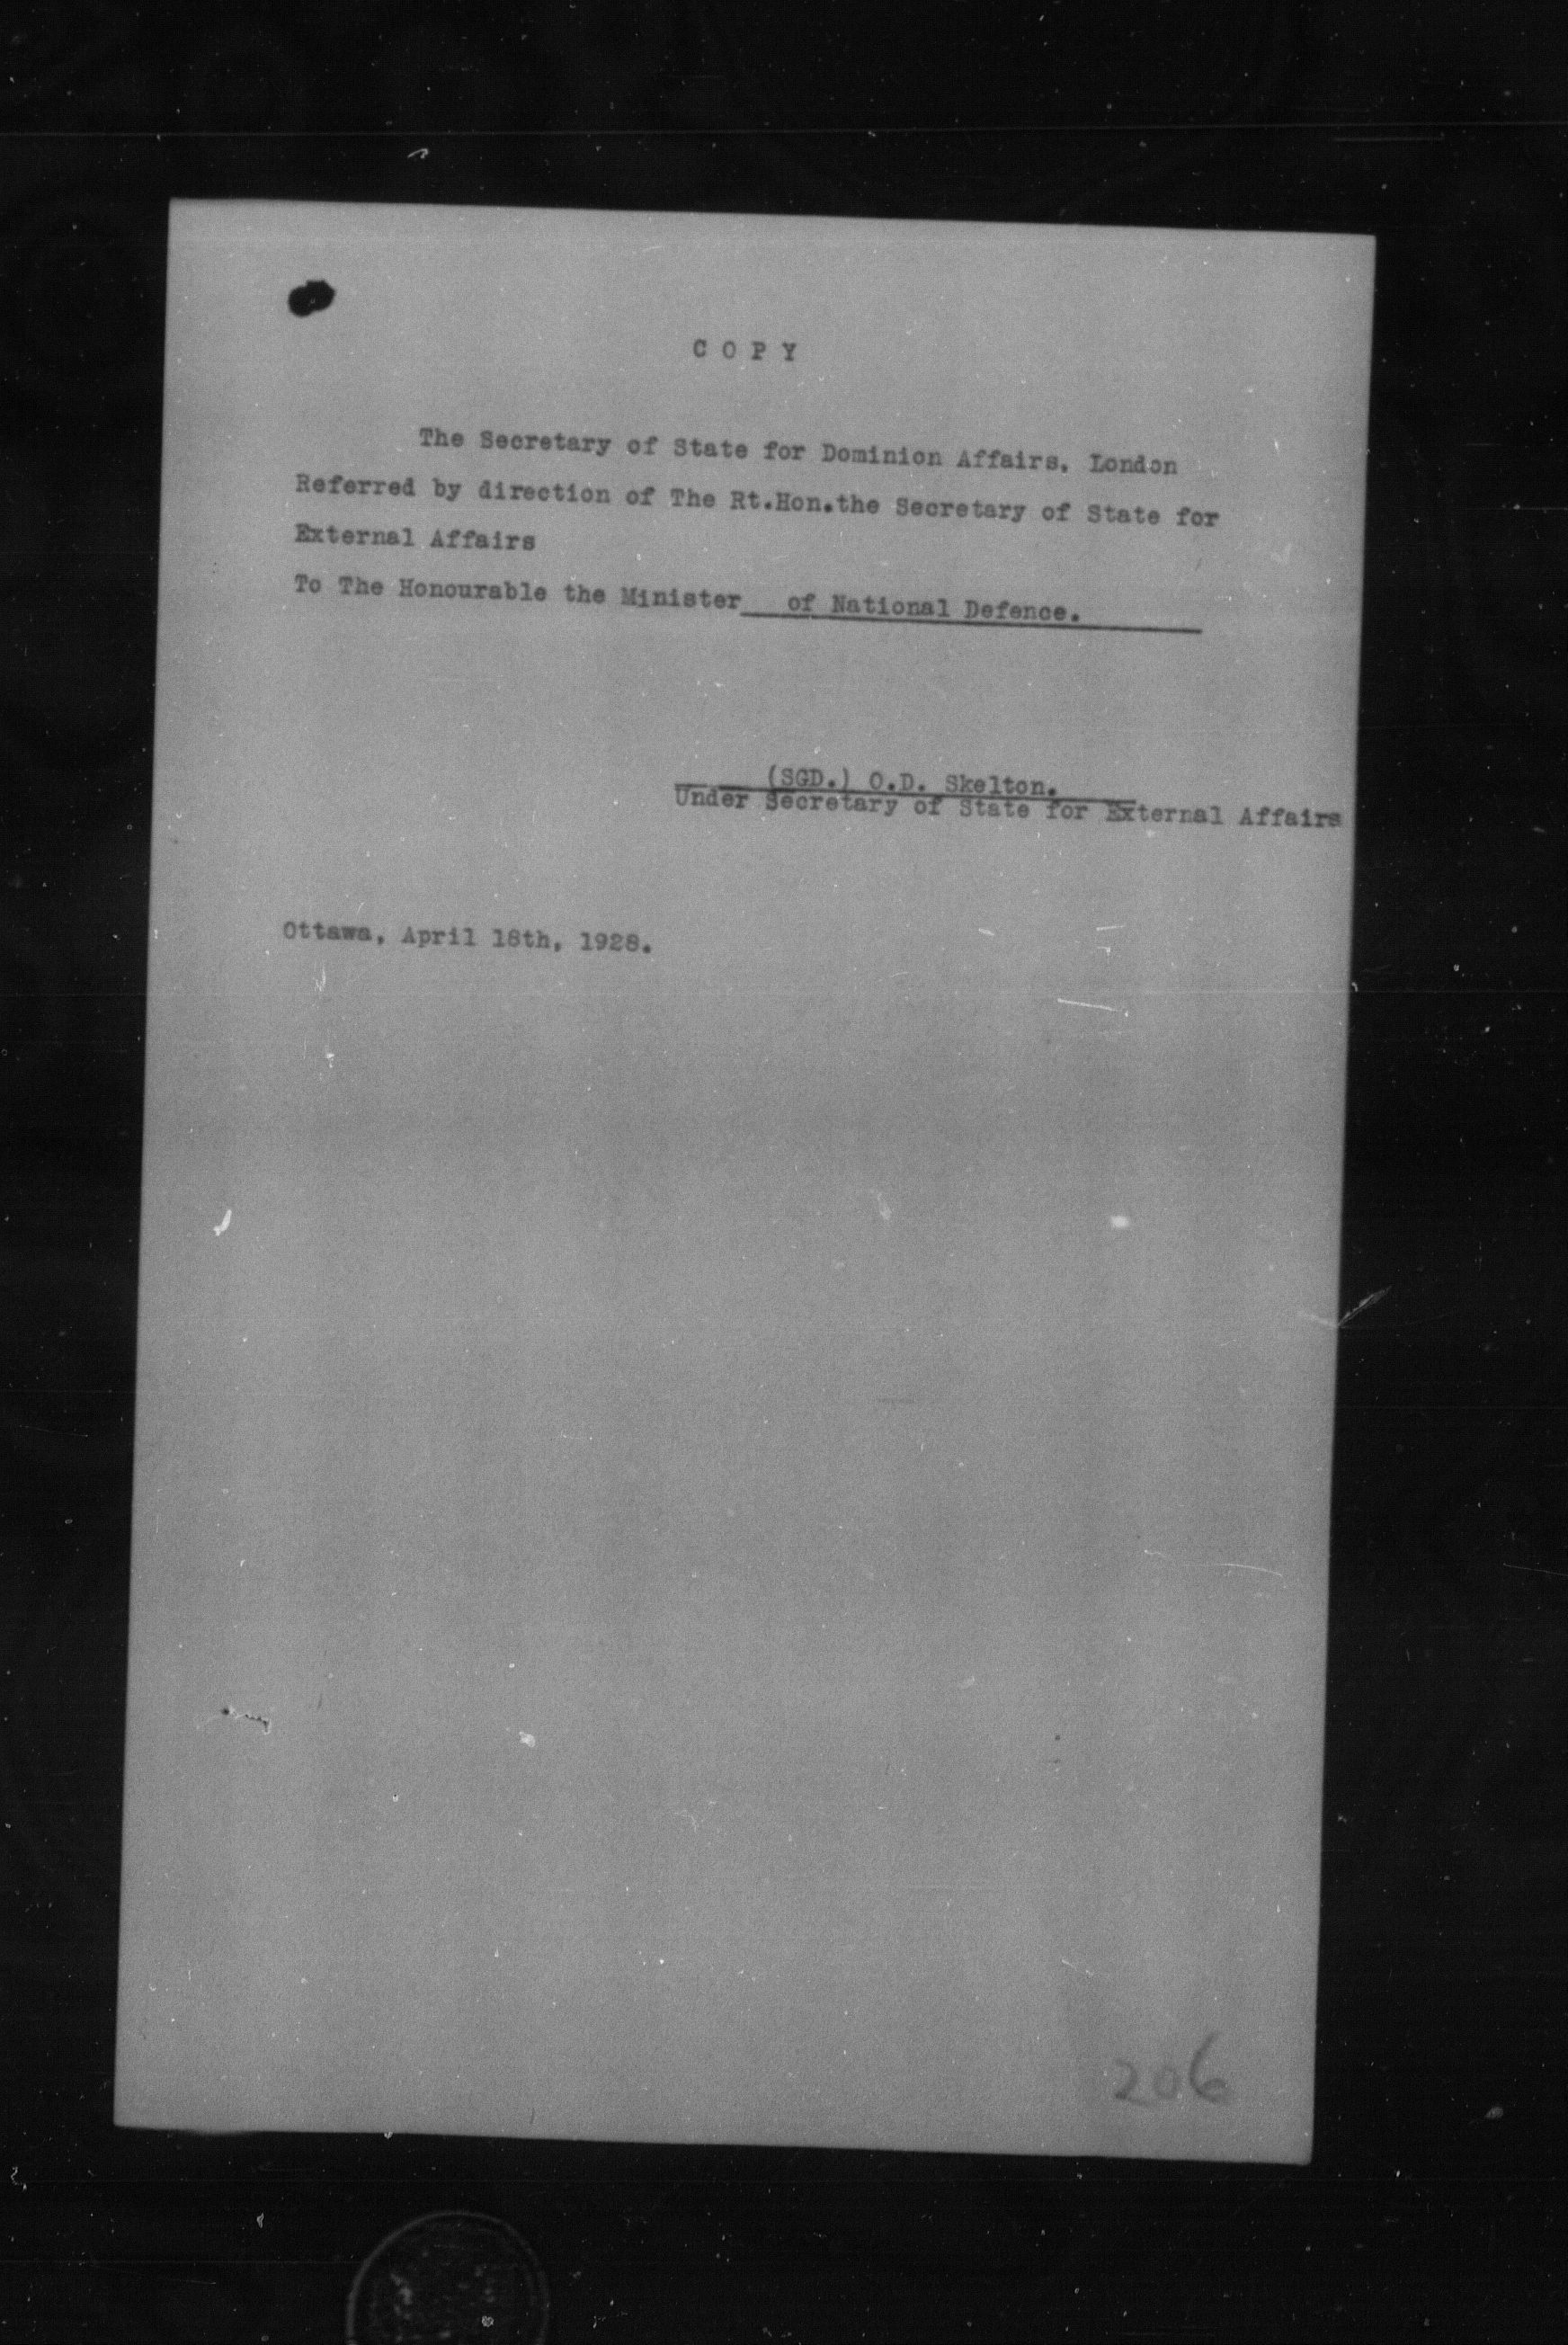 COPY
The Secretary of State for Dominion Affairs, London
Referred by direction of The Rt.Hon.the Secretary of State for
External Affairs
To The Honourable the Minister of National Defence.
(SGD.) O.D. Skelton.
Under Secretary of State for External Affairs
Ottawa, April 18th, 1928.
206